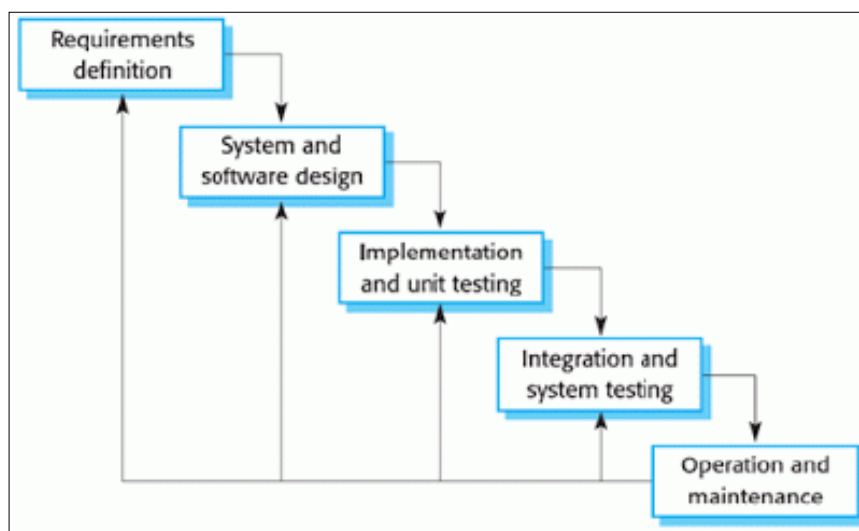 Requirements
definition
System and
software design
Implementation
and unit testing
Integration and
system testing
Operation and
maintenance